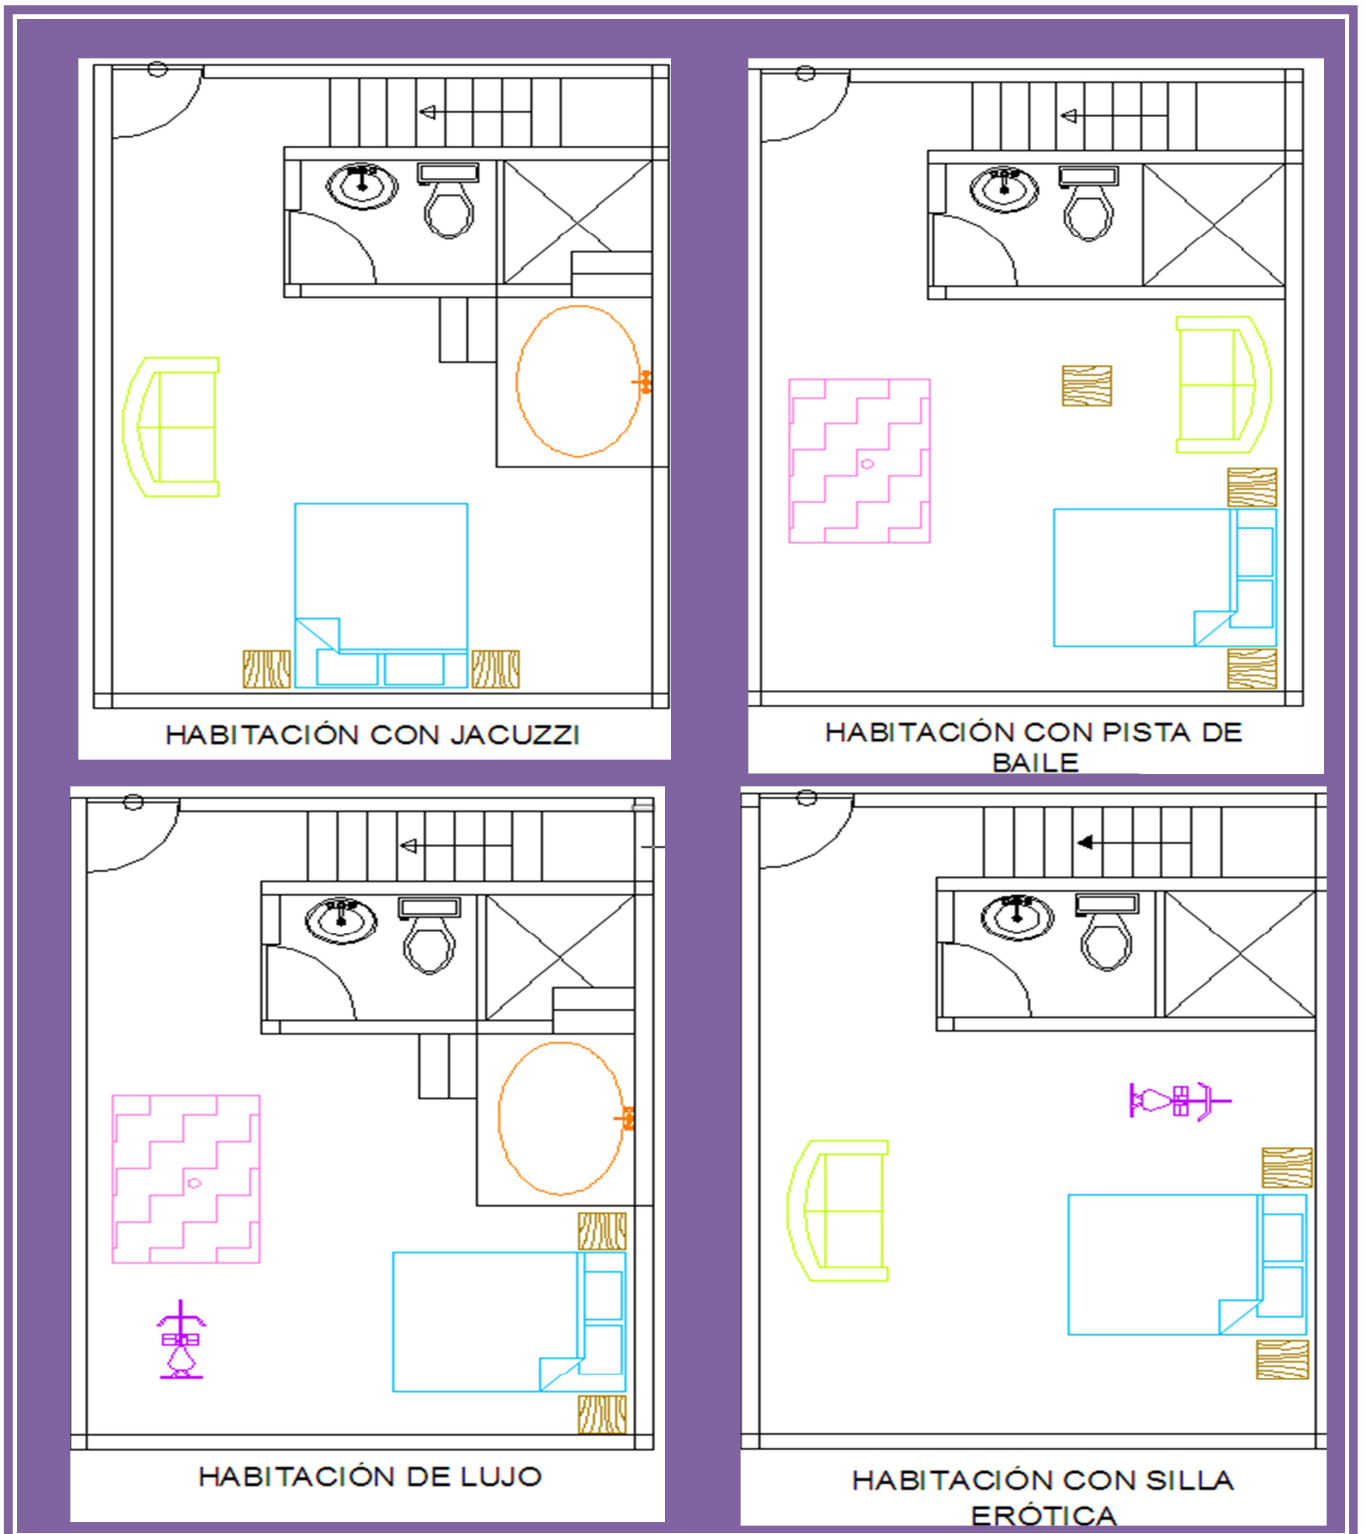 HABITACIÓN CON JACUZZI
HABITACIÓN CON PISTA DE
BAILE
HABITACIÓN DE LUJO
HABITACIÓN CON SILLA
ERÓTICA